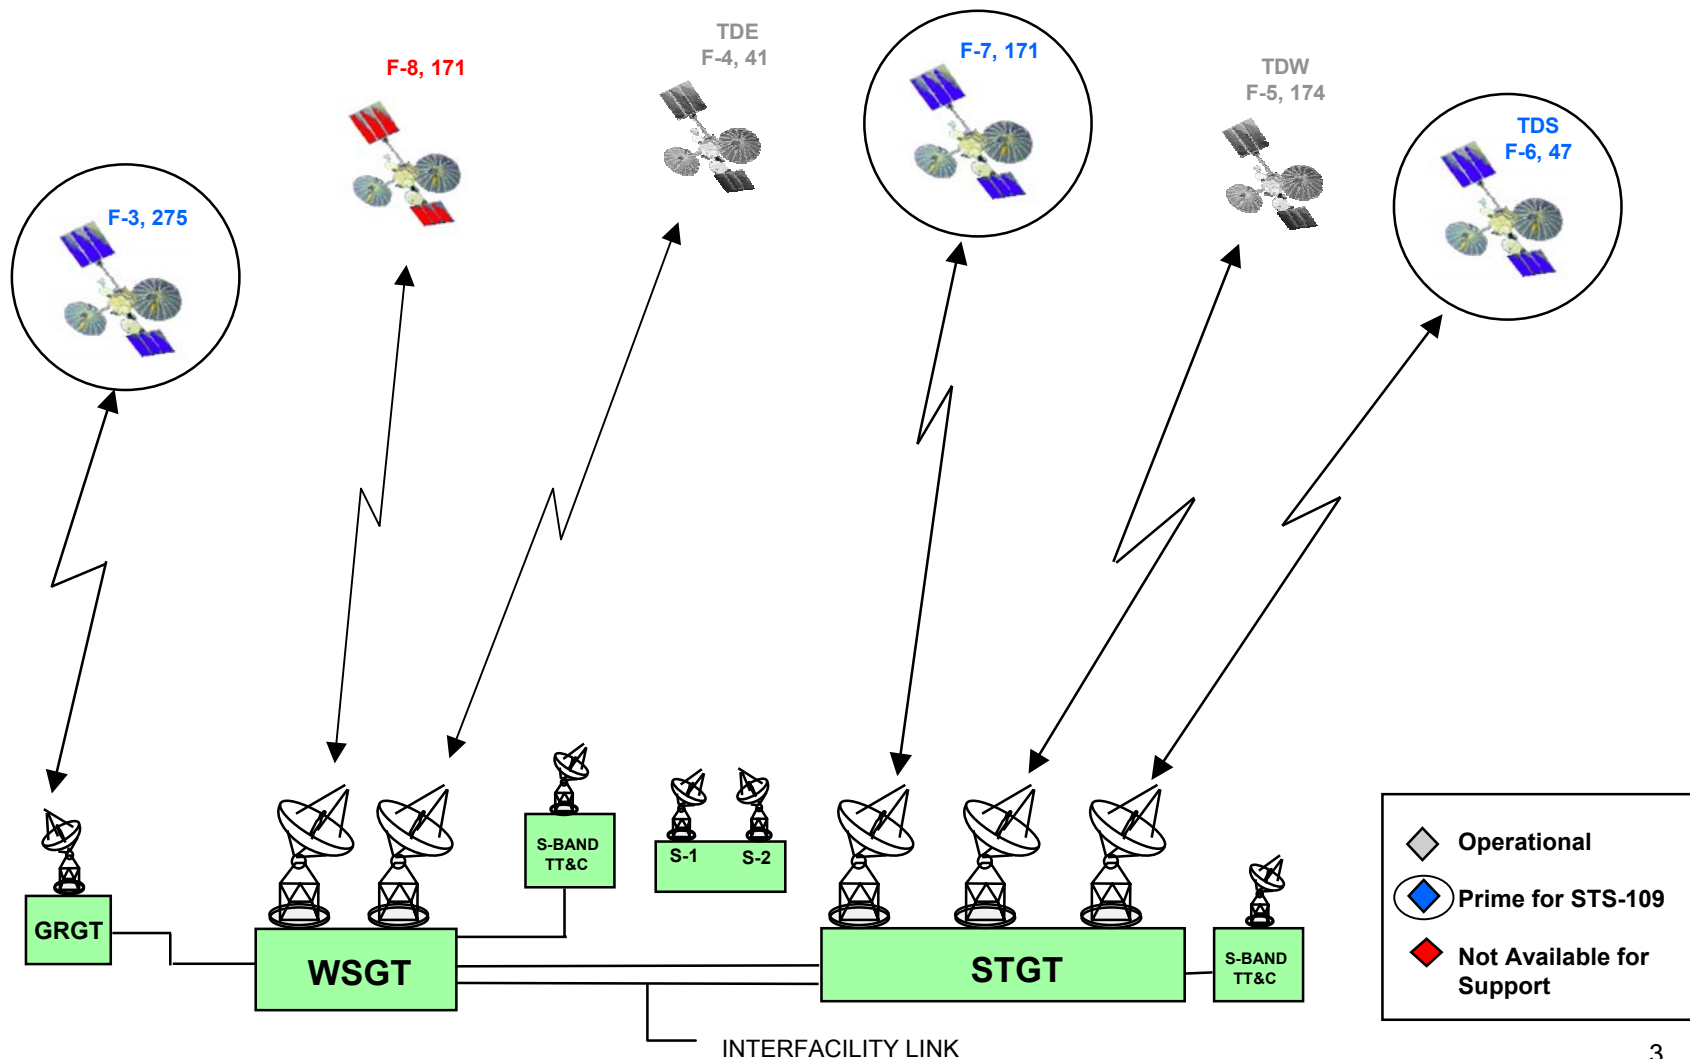 TDE
F-4, 41
F-8, 171
F-7, 171
TDW
F-5, 174
TDS
F-6, 47
F-3, 275
S-BAND
TT&C
S-1
S-2
GRGT
WSGT
STGT
S-BAND
TT&C
INTERFACILITY LINK
Operational
Prime for STS-109
Not Available for
Support
3